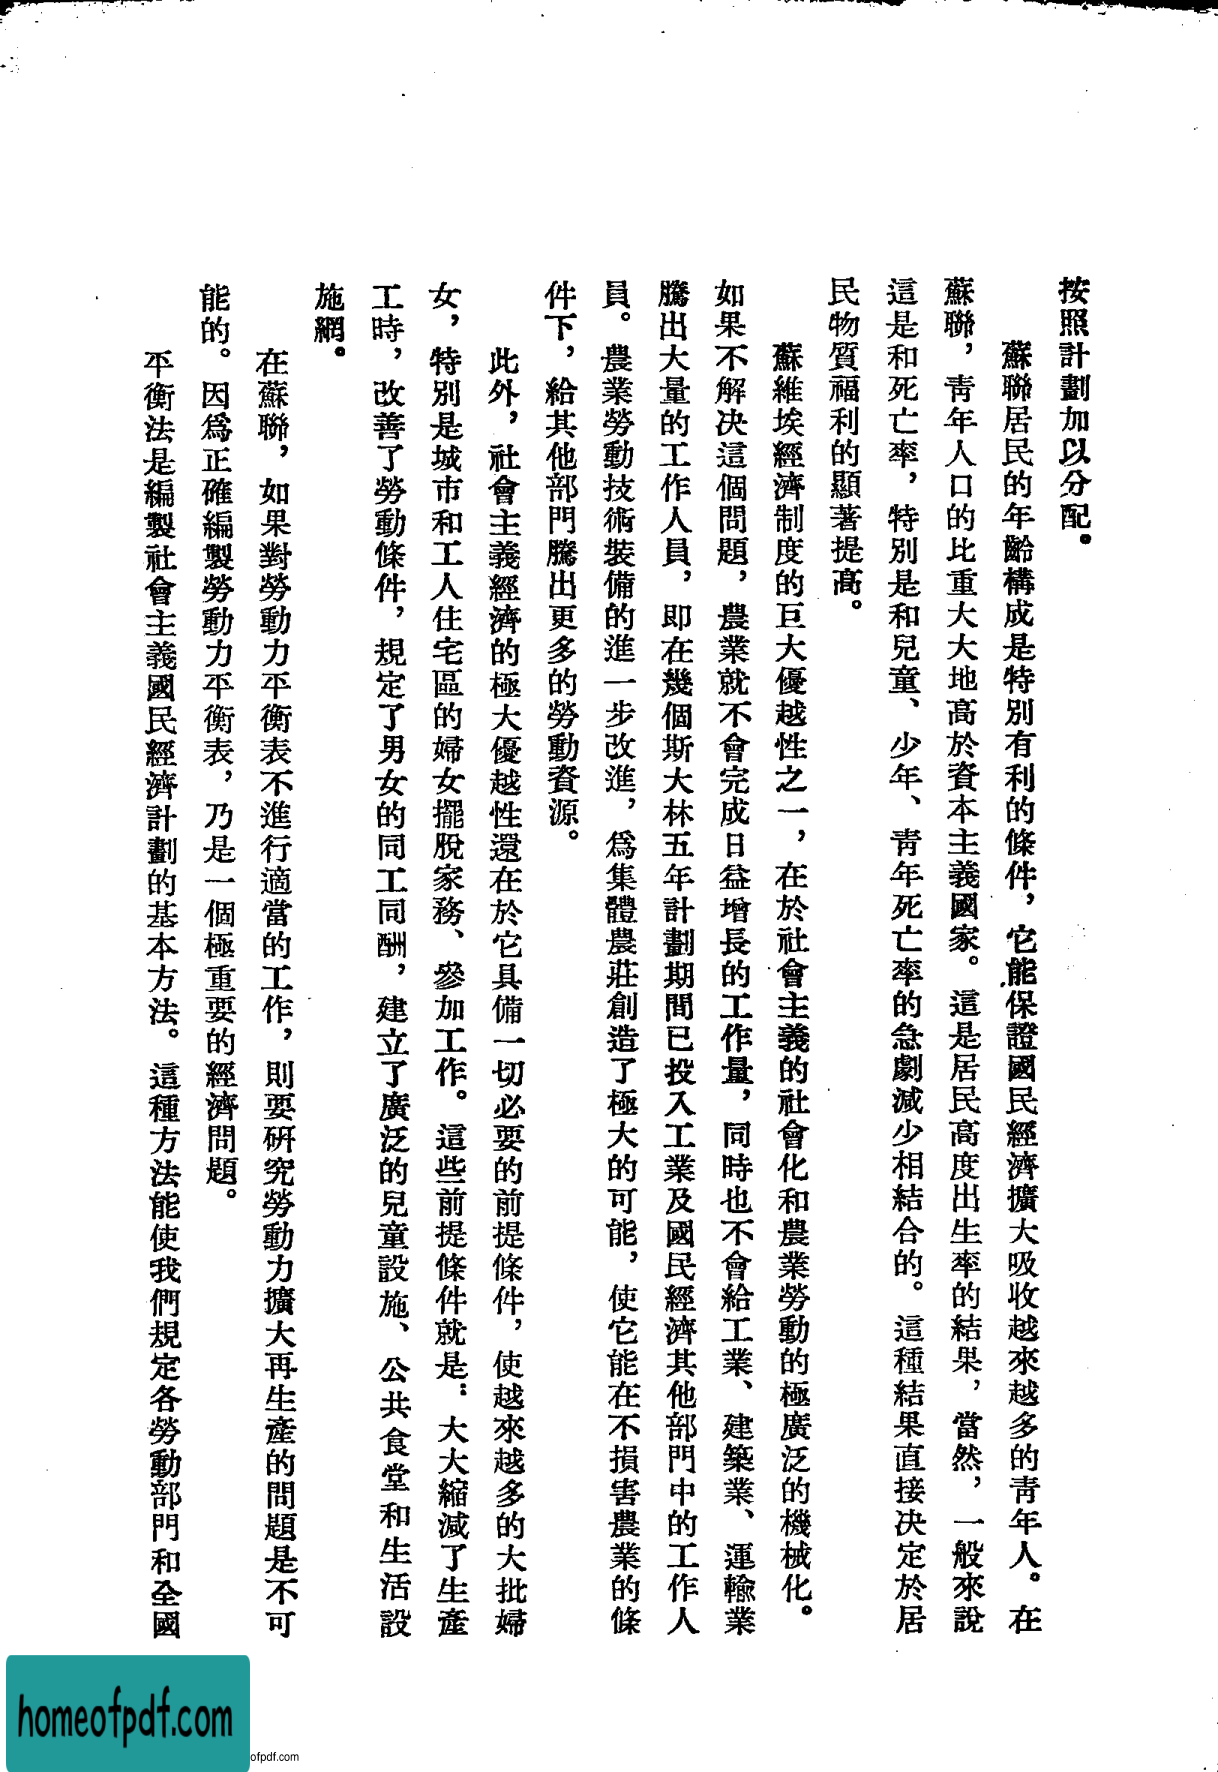 按照計劃加以分配。
蘇聯居民的年齡構成是特別有利的條件，它能保證國民經濟擴大吸收越來越多的靑年人。在
蘇聯，靑年人口的比重大大地高於資本主義國家。這是居民高度出生率的結果，當然，一般來說
這是和死亡率，特別是和兒童、少年、靑年死亡率的急劇減少相結合的。這種結果直接決定於居
民物質福利的顯著提高。
蘇維埃經濟制度的巨大優越性之一，在於社會主義的社會化和農業勞動的極廣泛的機械化。
如果不解決這個問題，農業就不會完成日益增長的工作量，同時也不會給工業、建築業、運輸業
騰出大量的工作人員，即在幾個斯大林五年計劃期間已投入工業及國民經濟其他部門中的工作人
員。農業勞動技術裝備的進一步改進，爲集體農莊創造了極大的可能，使它能在不損害農業的條
件下，給其他部門騰出更多的勞動資源。
此外，社會主義經濟的極大優越性還在於它具備一切必要的前提條件，使越來越多的大批婦
女，特別是城市和工人住宅區的婦女擺脫家務、參加工作。這些前提條件就是：大大縮減了生產
工時，改善了勞動條件，規定了男女的同工同酬，建立了廣泛的兒童設施、公共食堂和生活設
施網。
在蘇聯，如果對勞動力平衡表不進行適當的工作，則要硏究勞動力擴大再生產的問題是不可
能的。因爲正確編製勞動力平衡表，乃是一個極重要的經濟問題。
平衡法是編製社會主義國民經濟計劃的基本方法。這種方法能使我們規定各勞動部門和全國
homeofpdf.com
ofpdf.com